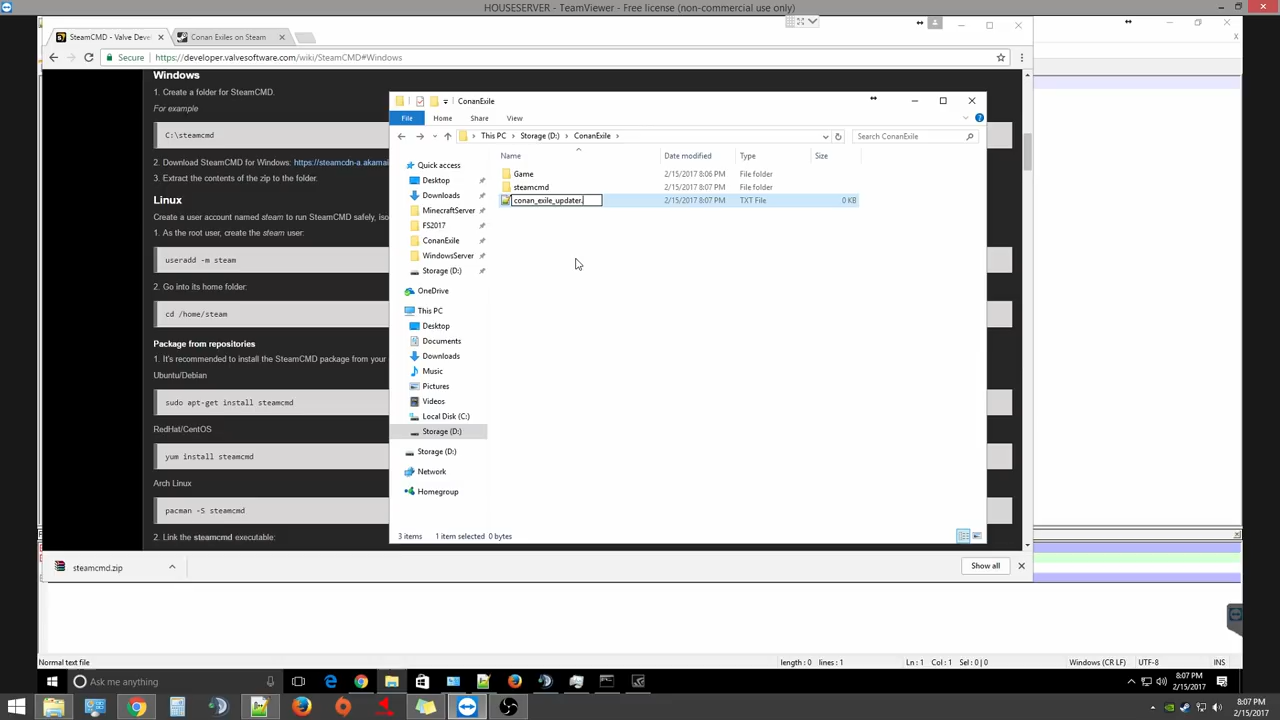 HOUSESERVER - TeamViewer - Free license (non-commercial use only)
SteamCMD - Valve Deve
Conan Exiles on Steam
Secure
https://developer.valvesoftware.com/wiki/SteamCMD#Windows
Windows
1. Create a folder for SteamCMD.
For example
C:\steamcmd
2. Download SteamCMD for Windows: https://steamcdn-a.akamai
3. Extract the contents of the zip to the folder.
Linux
Create a user account named steam to run SteamCMD safely, iso
1. As the root user, create the steam user:
useradd -m steam
2. Go into its home folder:
cd /home/steam
Package from repositories
1. It's recommended to install the SteamCMD package from your
Ubuntu/Debian
sudo apt-get install steamcmd
RedHat/CentOS
yum install steamcmd
Arch Linux
pacman -S steamcmd
2. Link the steamcmd executable:
ConanExile
File
Home
Share
View
This PC
Storage (D:)
ConanExile
Search ConanExile
Name
Date modified
Type
Size
Game
2/15/2017 8:06 PM
File folder
steamcmd
2/15/2017 8:07 PM
File folder
conan_exile_updater.
2/15/2017 8:07 PM
TXT File
0 KB
Quick access
Desktop
Downloads
MinecraftServer
FS2017
ConanExile
WindowsServer
Storage (D:)
OneDrive
This PC
Desktop
Documents
Downloads
Music
Pictures
Videos
Local Disk (C:)
Storage (D:)
Storage (D:)
Network
Homegroup
3 items
1 item selected 0 bytes
steamcmd.zip
Show all
Normal text file
length : 0 lines : 1
Ln : 1 Col : 1 Sel : 0 | 0
Windows (CR LF)
UTF-8
INS
Ask me anything
8:07 PM
2/15/2017
8:07 PM
2/15/2017